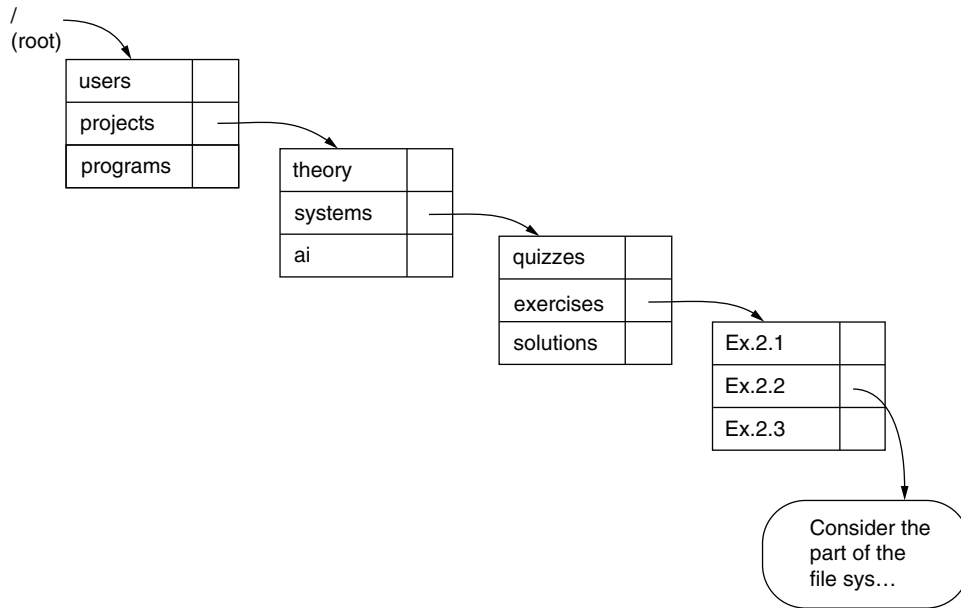 /
(root)
users
projects
programs
theory
systems
ai
quizzes
exercises
solutions
Ex.2.1
Ex.2.2
Ex.2.3
Consider the
part of the
file sys…